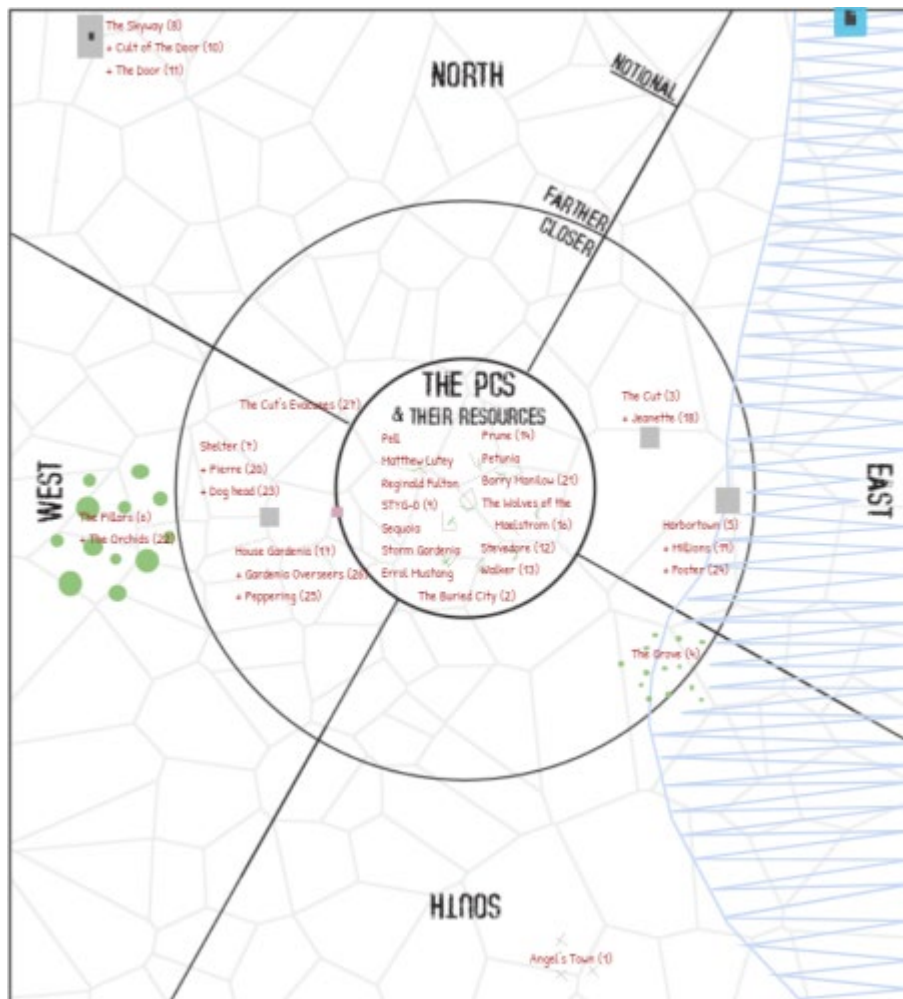 The Skyway (8)
+ Cult of The Door (10)
+ The Door (11)
NORTH
NOTIONAL
FARTHER
CLOSER
THE PCS
& THEIR RESOURCES
Pell
Matthew Lutey
Reginald Fulton
STYG-0 (9)
Sequoia
Storm Gardenia
Errol Mustang
Prune (14)
Petunia
Barry Manilow (21)
The Wolves of the
Maelstrom (16)
Stevedore (12)
Walker (13)
The Buried City (2)
The Cut's Evacuees (27)
Shelter (7)
+ Pierre (20)
+ Dog head (23)
House Gardenia (17)
+ Gardenia Overseers (26)
+ Peppering (25)
WEST
The Pillars (6)
+ The Orchids (22)
The Cut (3)
+ Jeanette (18)
EAST
Harbortown (5)
+ Millions (19)
+ Poster (24)
The Grove (4)
SOUTH
Angel's Town (1)